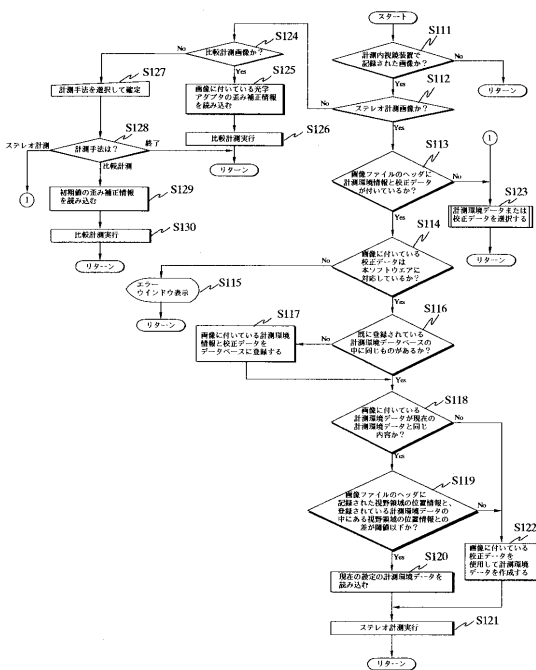 スタート
S111
計測内視鏡装置で
記録された画像か?
No
リターン
Yes
S112
ステレオ計測画像か?
No
Yes
S124
比較計測画像か?
No
Yes
S125
画像に付いている光学
アダプタの歪み補正情報
を読み込む
S126
比較計測実行
リターン
S127
計測手法を選択して確定
S128
計測手法は?
ステレオ計測
終了
比較計測
1
S129
初期値の歪み補正情報
を読み込む
S130
比較計測実行
リターン
S113
画像ファイルのヘッダに
計測環境情報と校正データ
が付いているか?
No
Yes
1
S123
計測環境データまたは
校正データを選択する
リターン
S114
画像に付いている
校正データは
本ソフトウエアに
対応しているか?
No
Yes
S115
エラー
ウインドウ表示
リターン
S116
既に登録されている
計測環境データベースの
中に同じものがあるか?
No
Yes
S117
画像に付いている計測環境
情報と校正データを
データベースに登録する
S118
画像に付いている
計測環境データが現在の
計測環境データと同じ
内容か?
No
Yes
S119
画像ファイルのヘッダに
記録された視野領域の位置情報と、
登録されている計測環境データの
中にある視野領域の位置情報との
差が閾値以下か?
No
Yes
S120
現在の設定の計測環境データを
読み込む
S122
画像に付いている
校正データを
使用して計測環境
データを作成する
S121
ステレオ計測実行
リターン